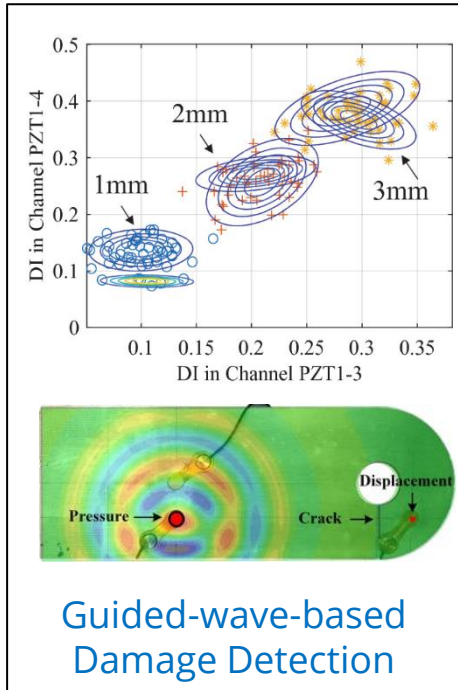 0.5
0.4
0.3
0.2
0.1
0
DI in Channel PZT1-4
1mm
2mm
3mm
0.1 0.15 0.2 0.25 0.3 0.35
DI in Channel PZT1-3
Pressure
Crack
Displacement
Guided-wave-based
Damage Detection